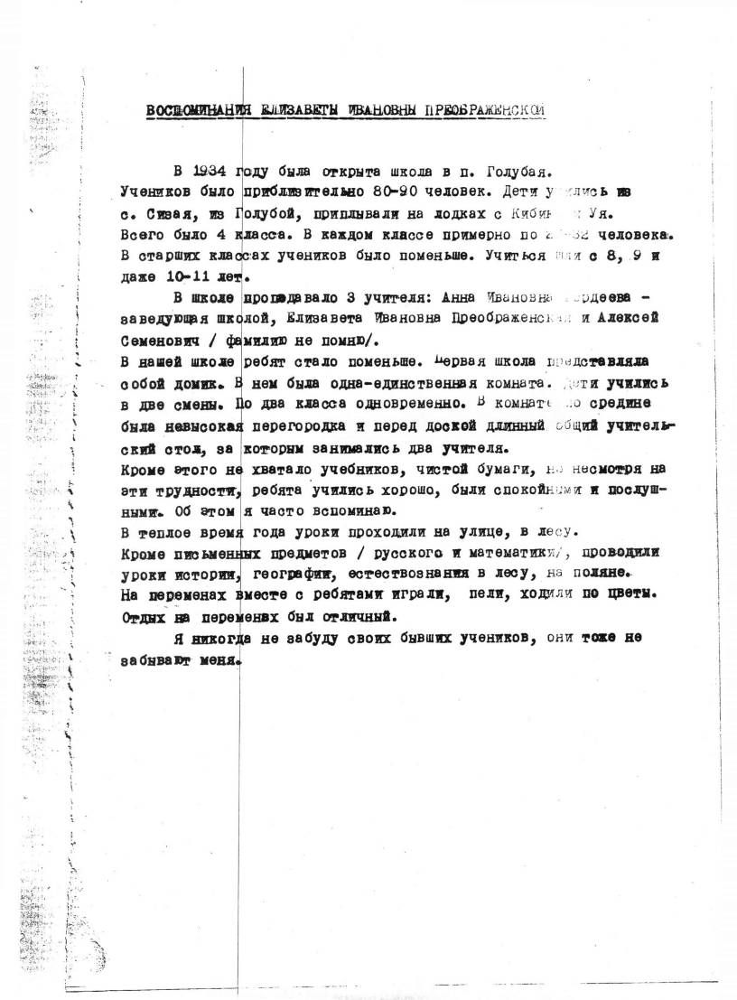 ВОСПОМИНАНИЯ ЕЛИЗАВЕТЫ ИВАНОВНЫ ПРЕОБРАЖЕНСКОЙ
В 1934 году была открыта школа в п. Голубая.
Учеников было приблизительно 80-90 человек. Дети учились из
с. Сивая, из Голубой, приплывали на лодках с Уя.
Всего было 4 класса. В каждом классе примерно по человека.
В старших классах учеников было поменьше. Учиться шли с 8, 9 и
даже 10-11 лет.
В школе преподавало 3 учителя: Анна Ивановна -
заведующая школой, Елизавета Ивановна Преображенская и Алексей
Семенович / фамилию не помню/.
В нашей школе ребят стало поменьше. Первая школа представляла
собой домик. В нем была одна-единственная комната. Дети учились
в две смены. По два класса одновременно. В комнате по средине
была невысокая перегородка и перед доской длинный общий учитель-
ский стол, за которым занимались два учителя.
Кроме этого не хватало учебников, чистой бумаги, но несмотря на
эти трудности, ребята учились хорошо, были спокойными и послуш-
ными. Об этом я часто вспоминаю.
В теплое время года уроки проходили на улице, в лесу.
Кроме письменных предметов / русского и математики/, проводили
уроки истории, географии, естествознания в лесу, на поляне.
На переменах вместе с ребятами играли, пели, ходили по цветы.
Отдых на переменах был отличный.
Я никогда не забуду своих бывших учеников, они тоже не
забывают меня.